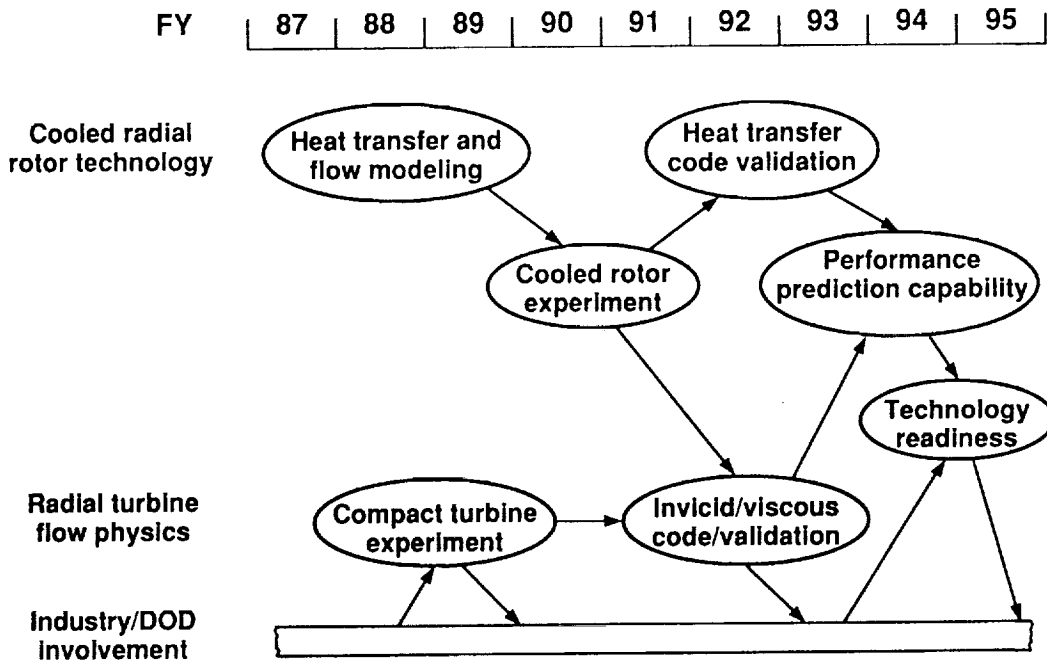 FY 87 88 89 90 91 92 93 94 95
Cooled radial
rotor technology
Heat transfer and
flow modeling
Heat transfer
code validation
Cooled rotor
experiment
Performance
prediction capability
Technology
readiness
Radial turbine
flow physics
Compact turbine
experiment
Invicid/viscous
code/validation
Industry/DOD
involvement